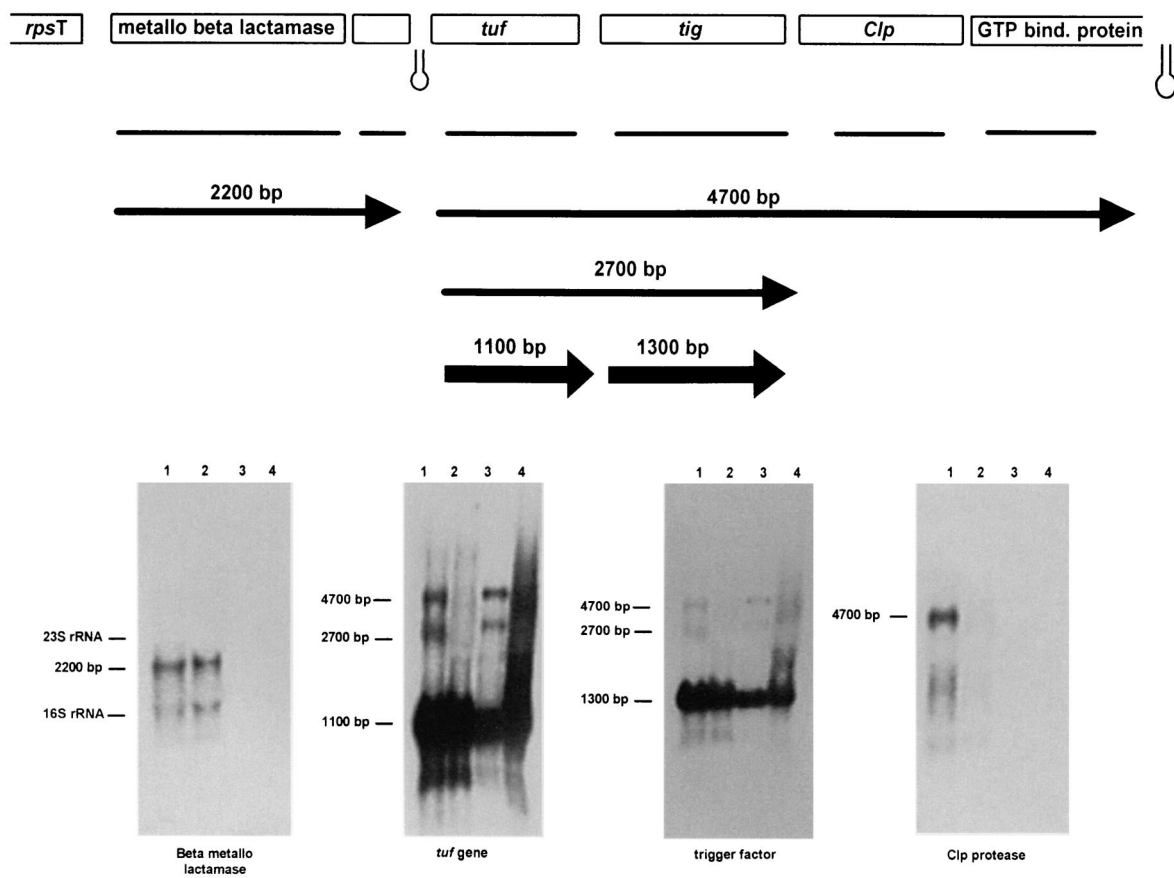 rpsT metallo beta lactamase tuf tig Clp GTP bind. protein
2200 bp 4700 bp
2700 bp
1100 bp 1300 bp
1 2 3 4
23S rRNA
2200 bp
16S rRNA
Beta metallo
lactamase
1 2 3 4
4700 bp
2700 bp
1100 bp
tuf gene
1 2 3 4
4700 bp
2700 bp
1300 bp
trigger factor
1 2 3 4
4700 bp
Clp protease